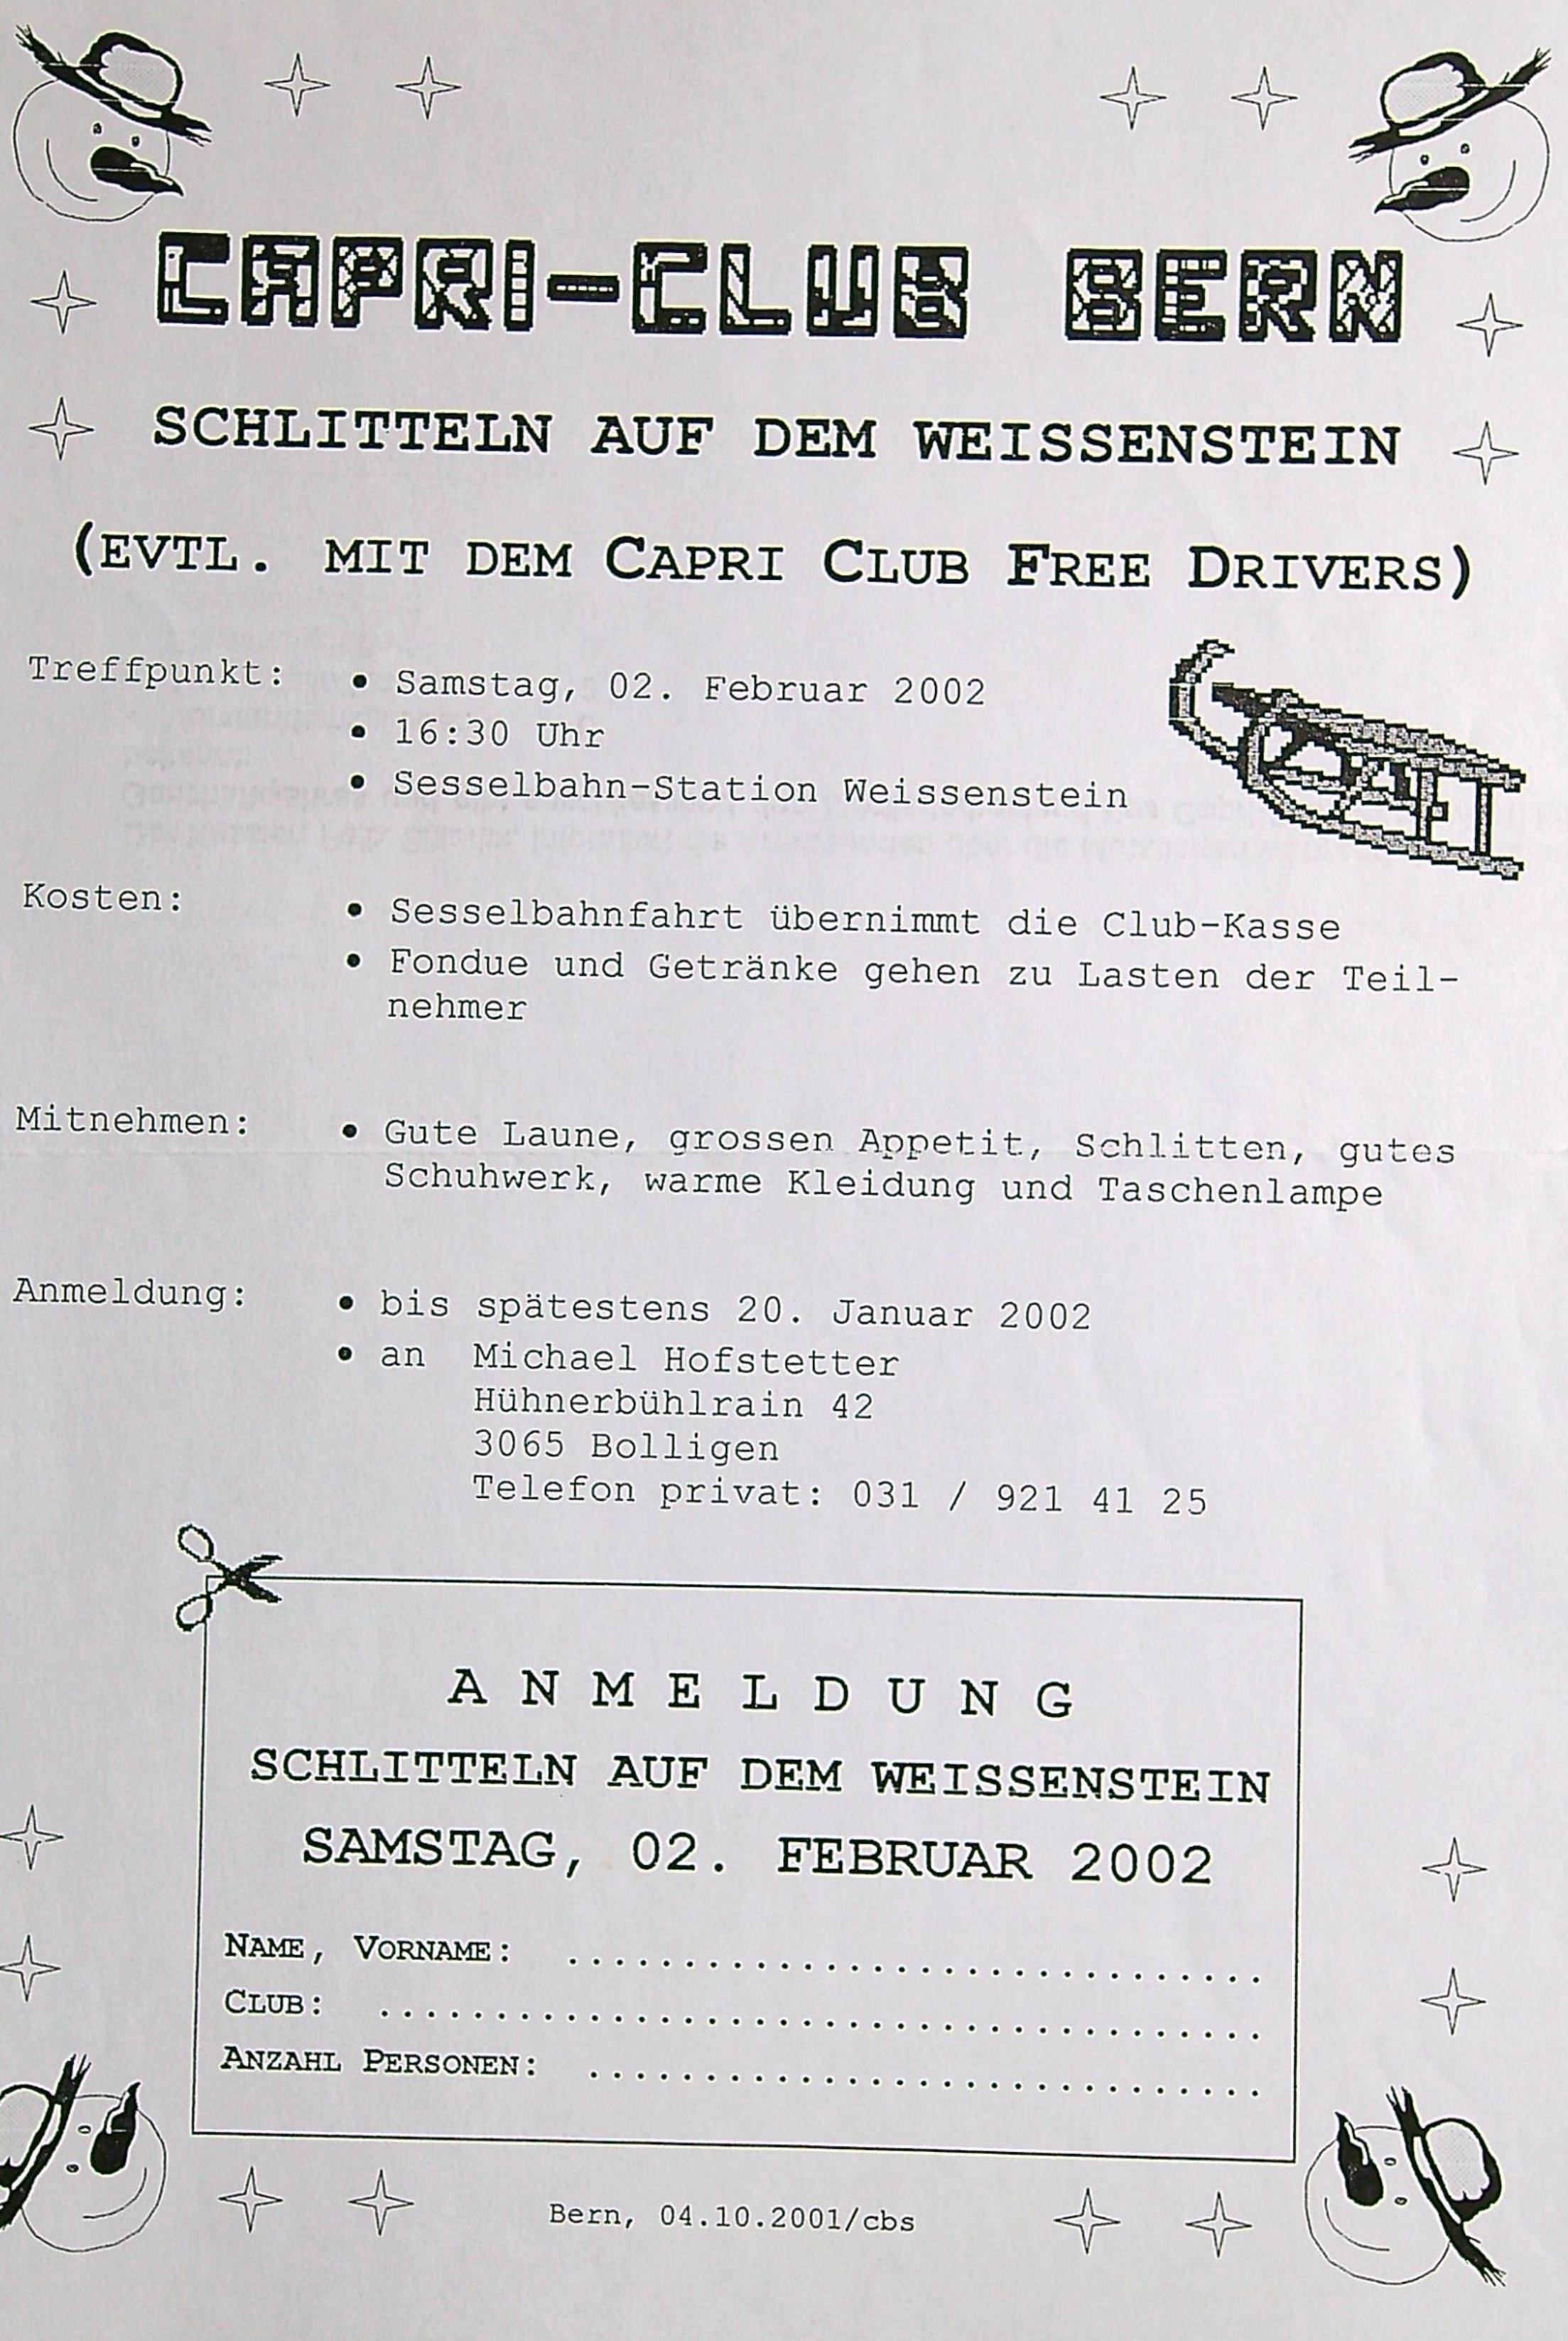 CAPRI-CLUB BERN
SCHLITTELN AUF DEM WEISSENSTEIN
(EVTL. MIT DEM CAPRI CLUB FREE DRIVERS)
Treffpunkt:
• Samstag, 02. Februar 2002
• 16:30 Uhr
• Sesselbahn-Station Weissenstein
Kosten:
• Sesselbahnfahrt übernimmt die Club-Kasse
• Fondue und Getränke gehen zu Lasten der Teil-
nehmer
Mitnehmen:
• Gute Laune, grossen Appetit, Schlitten, gutes
Schuhwerk, warme Kleidung und Taschenlampe
Anmeldung:
• bis spätestens 20. Januar 2002
• an Michael Hofstetter
Hühnerbühlrain 42
3065 Bolligen
Telefon privat: 031 / 921 41 25
A N M E L D U N G
SCHLITTELN AUF DEM WEISSENSTEIN
SAMSTAG, 02. FEBRUAR 2002
NAME, VORNAME: ..............................
CLUB: ......................................
ANZAHL PERSONEN: .............................
Bern, 04.10.2001/cbs